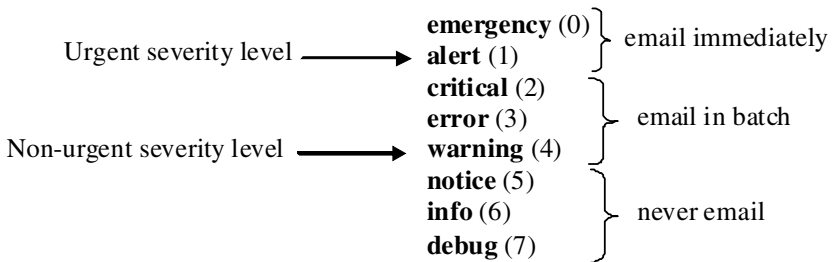 emergency (0)
email immediately
Urgent severity level
alert (1)
critical (2)
error (3)
email in batch
Non-urgent severity level
warning (4)
notice (5)
info (6)
never email
debug (7)